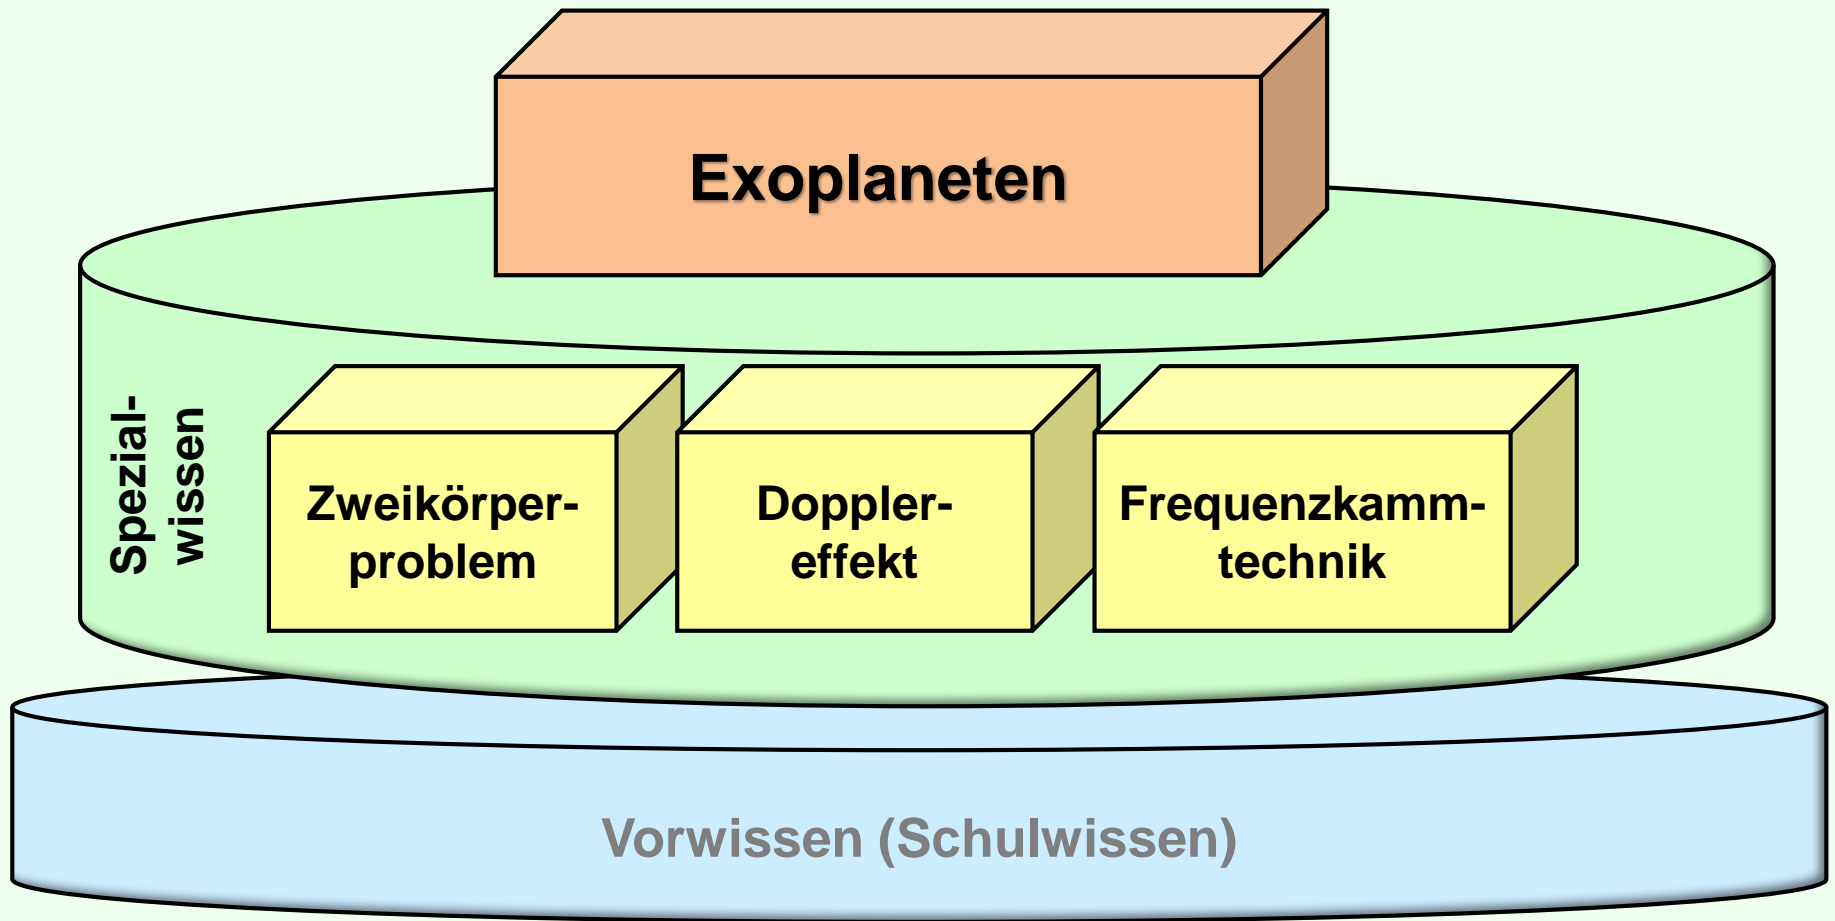 Exoplaneten
Spezial-
wissen
Zweikörper-
problem
Doppler-
effekt
Frequenzkamm-
technik
Vorwissen (Schulwissen)